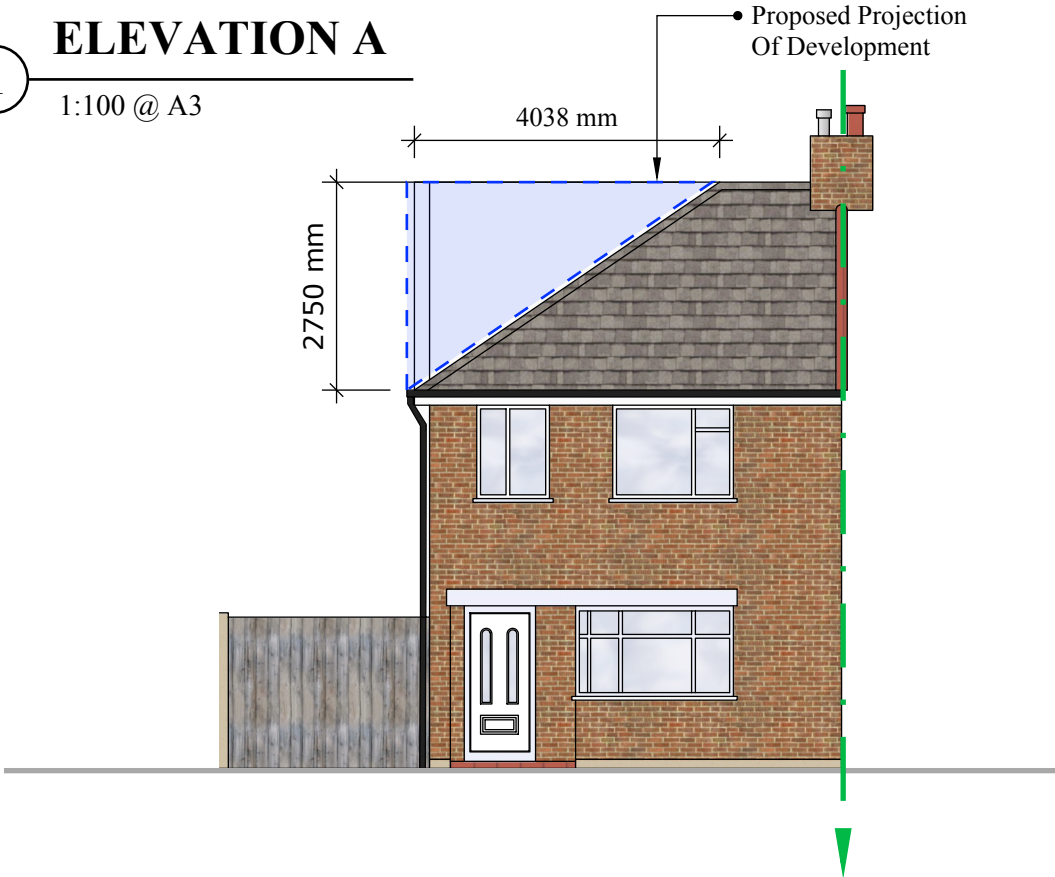 ELEVATION A
1:100 @ A3
Proposed Projection
Of Development
4038 mm
2750 mm